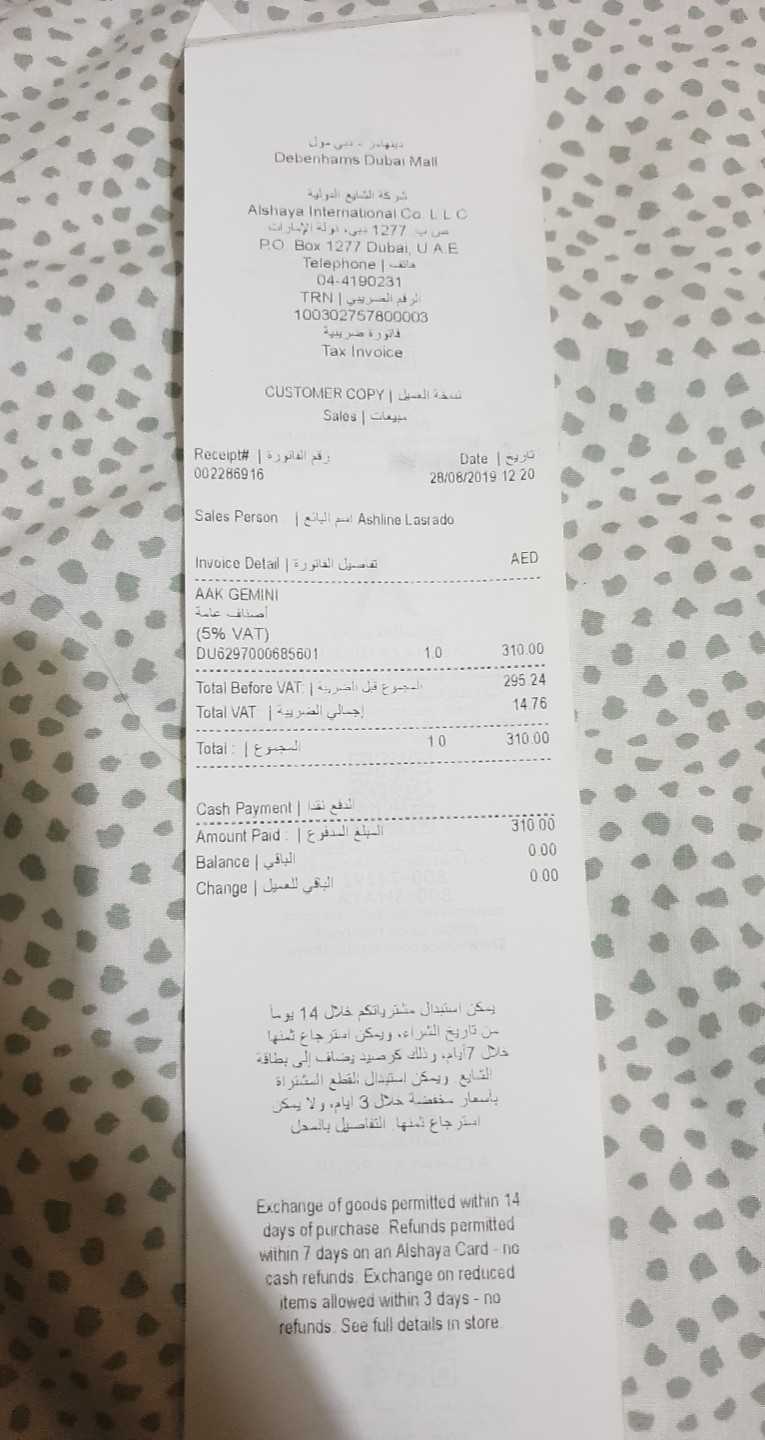 دبنهامز - دبي مول
Debenhams Dubai Mall
شركة الشايع الدولية
Alshaya International Co. L.L.C
ص ب 1277 دبي، دولة الإمارات
P.O. Box 1277 Dubai, U.A.E
Telephone | هاتف
04-4190231
TRN | الرقم الضريبي
100302757800003
فاتورة ضريبية
Tax Invoice
CUSTOMER COPY | نسخة العميل
Sales | مبيعات
Receipt# | رقم الفاتورة Date | تاريخ
002286916 28/08/2019 12:20
Sales Person | اسم البائع Ashline Lasrado
Invoice Detail | تفاصيل الفاتورة AED
AAK GEMINI
أصناف عامة
(5% VAT)
DU6297000685601 1.0 310.00
Total Before VAT: | المجموع قبل الضريبة 295.24
Total VAT: | إجمالي الضريبة 14.76
Total : | المجموع 1.0 310.00
Cash Payment | الدفع نقدا
Amount Paid : | المبلغ المدفوع 310.00
Balance | الباقي 0.00
Change | الباقي للعميل 0.00
يمكن استبدال مشترياتكم خلال 14 يوماً
من تاريخ الشراء، ويمكن استرجاع ثمنها
خلال 7أيام، وذلك كرصيد يضاف إلى بطاقة
الشايع. ويمكن استبدال القطع المشتراة
بأسعار مخفضة خلال 3 أيام، ولا يمكن
استرجاع ثمنها. التفاصيل بالمحل
Exchange of goods permitted within 14
days of purchase. Refunds permitted
within 7 days on an Alshaya Card - no
cash refunds. Exchange on reduced
items allowed within 3 days - no
refunds. See full details in store.